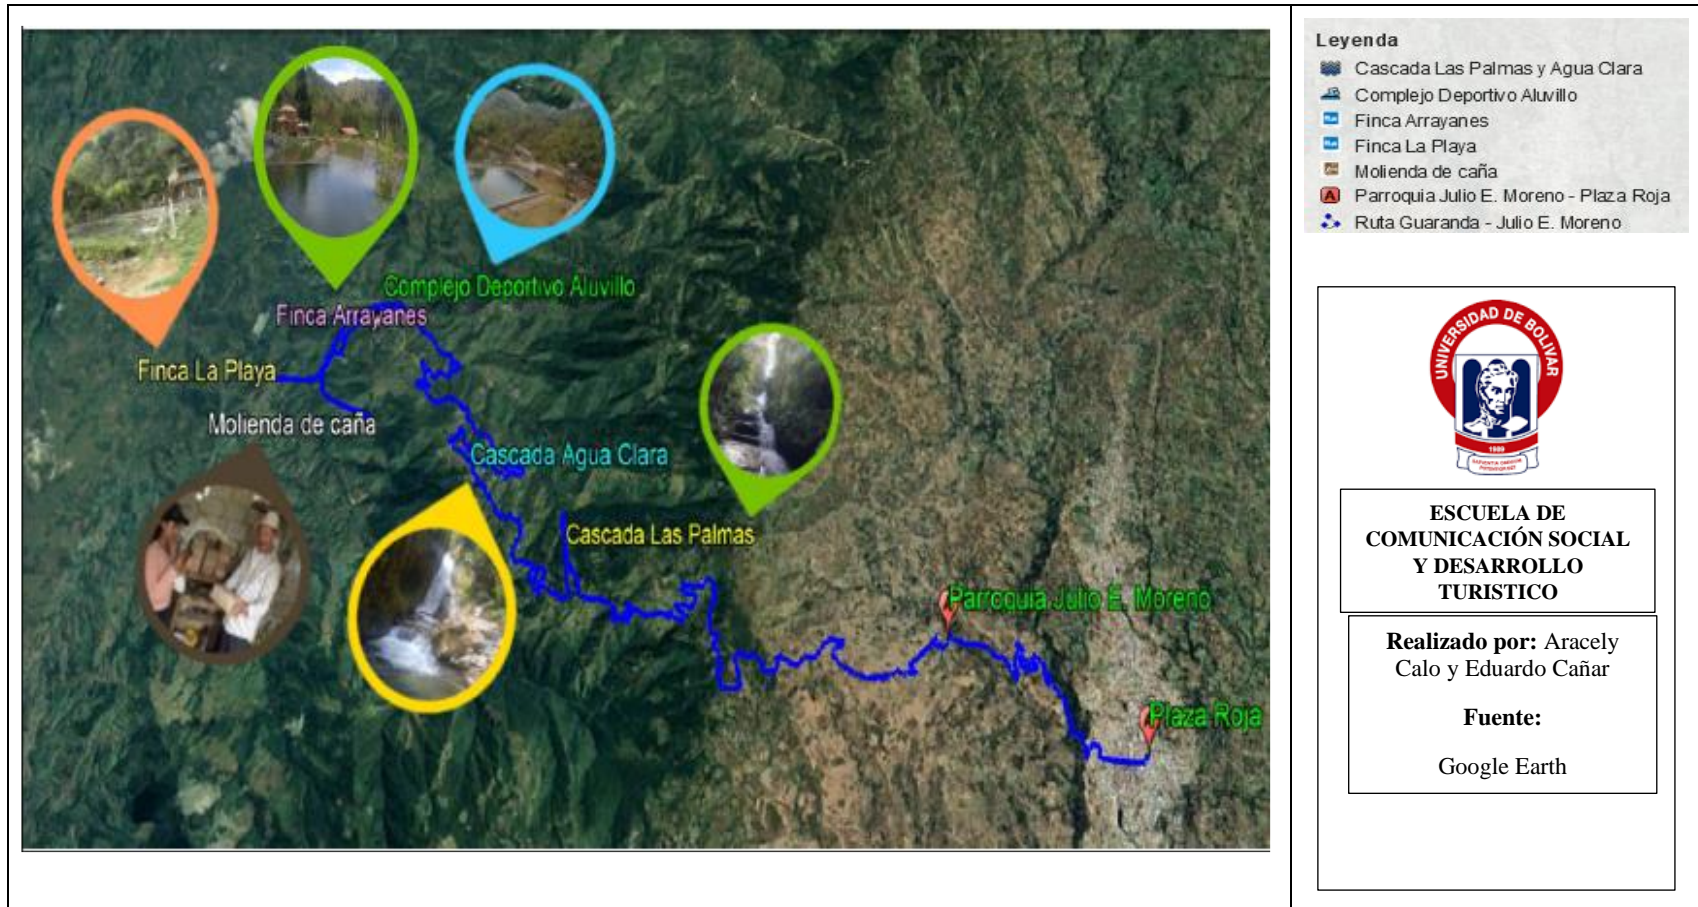 Complejo Deportivo Aluvillo
Finca Arrayanes
Finca La Playa
Molienda de caña
Cascada Agua Clara
Cascada Las Palmas
Parroquia Julio E. Moreno
Plaza Roja
Leyenda
Cascada Las Palmas y Agua Clara
Complejo Deportivo Aluvillo
Finca Arrayanes
Finca La Playa
Molienda de caña
A Parroquia Julio E. Moreno - Plaza Roja
Ruta Guaranda - Julio E. Moreno
UNIVERSIDAD DE BOLIVAR
1989
ESCUELA DE
COMUNICACIÓN SOCIAL
Y DESARROLLO
TURISTICO
Realizado por: Aracely
Calo y Eduardo Cañar
Fuente:
Google Earth